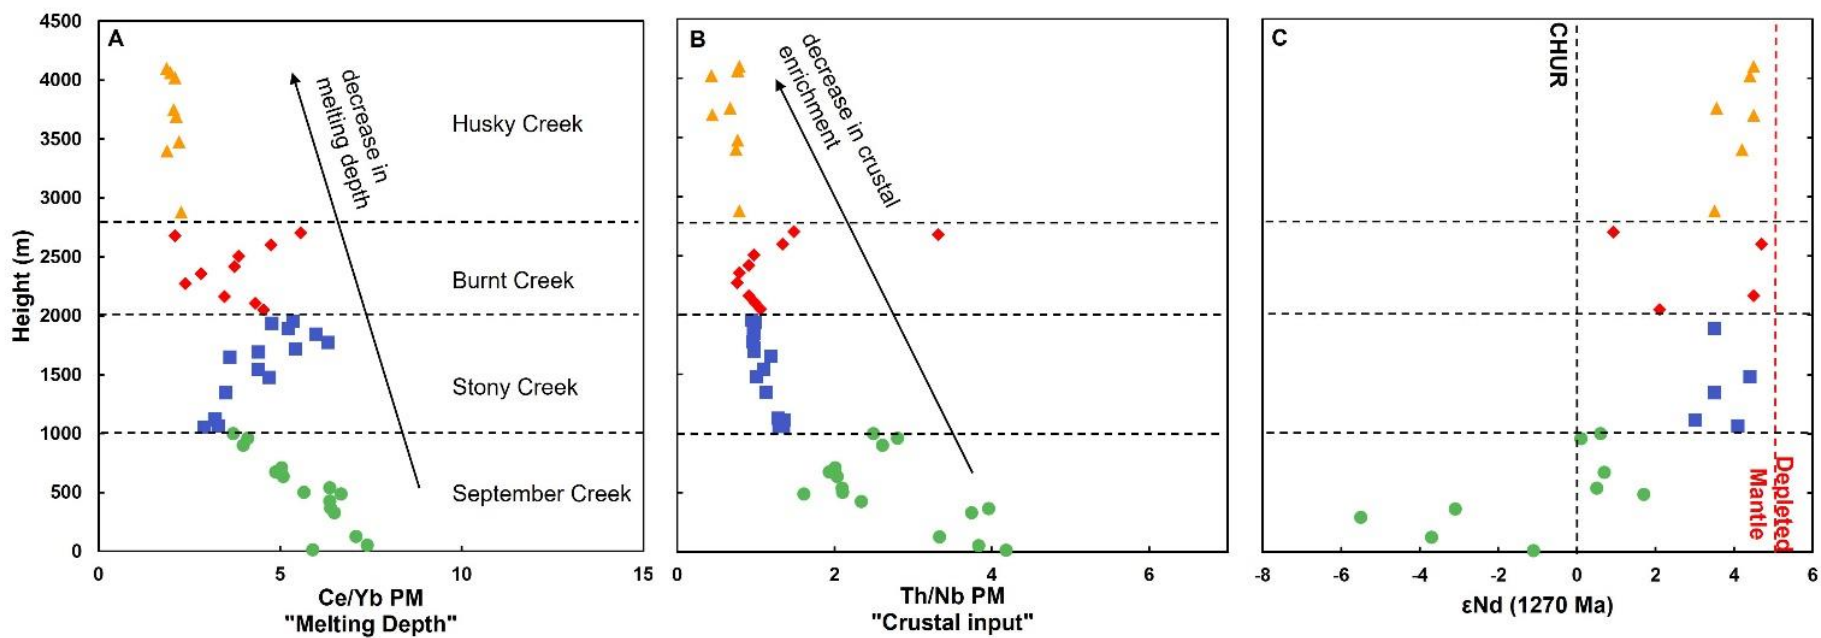 A
4500
4000
3500
3000
2500
2000
1500
1000
500
0
Height (m)
decrease in
melting depth
Husky Creek
Burnt Creek
Stony Creek
September Creek
0
5
10
15
Ce/Yb PM
"Melting Depth"
B
decrease in crustal
enrichment
0
2
4
6
Th/Nb PM
"Crustal input"
C
CHUR
Depleted
Mantle
-8
-6
-4
-2
0
2
4
6
εNd (1270 Ma)